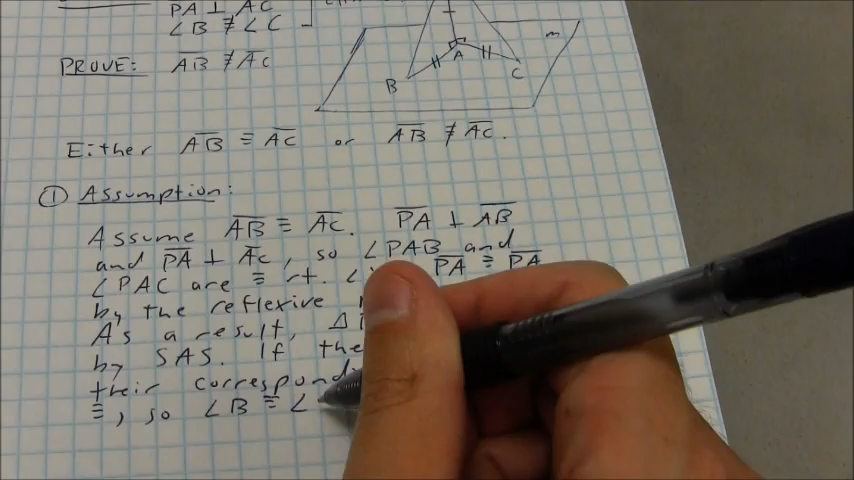 PA ⊥ AC
∠B ≢ ∠C
PROVE: AB ≢ AC
m
A
B
C
Either AB ≅ AC or AB ≢ AC.
① Assumption:
Assume AB ≅ AC. PA ⊥ AB
and PA ⊥ AC, so ∠PAB and
∠PAC are ≅ rt. PA ≅ PA
by the reflexive
As a result, △
by SAS. If the
their
≅, so ∠B ≅ ∠